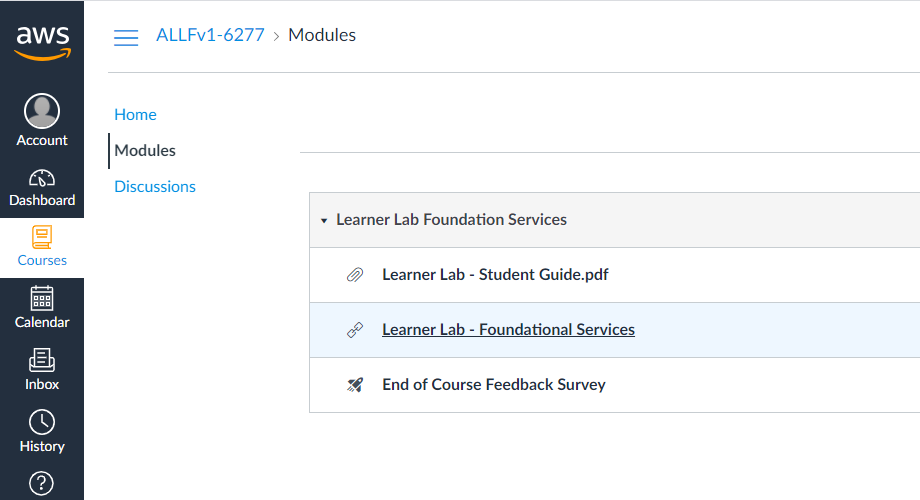 aws
ALLFv1-6277 > Modules
Account
Dashboard
Courses
Calendar
Inbox
History
?
Home
Modules
Discussions
Learner Lab Foundation Services
Learner Lab - Student Guide.pdf
Learner Lab - Foundational Services
End of Course Feedback Survey